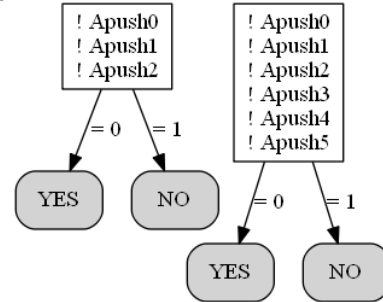 ! Apush0
! Apush1
! Apush2
= 0
= 1
YES
NO
! Apush0
! Apush1
! Apush2
! Apush3
! Apush4
! Apush5
= 0
= 1
YES
NO